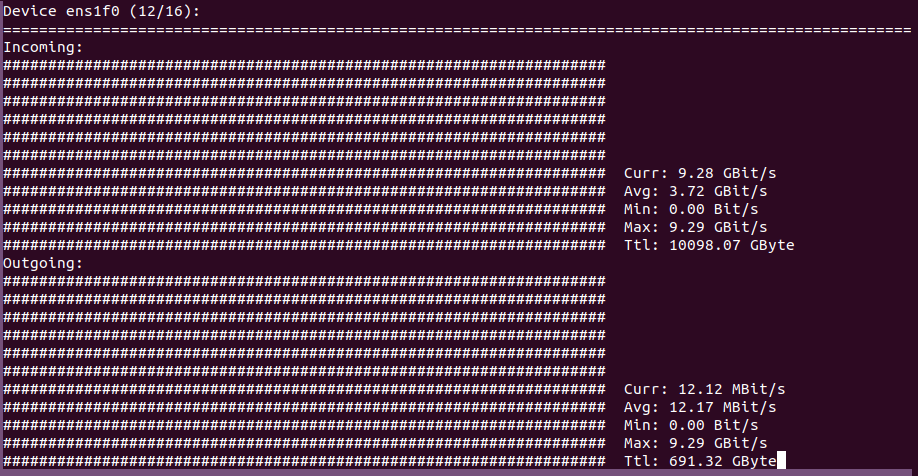 Device ens1f0 (12/16):
=====================================================================================================
Incoming:
###################################################################
###################################################################
###################################################################
###################################################################
###################################################################
###################################################################
################################################################### Curr: 9.28 GBit/s
################################################################### Avg: 3.72 GBit/s
################################################################### Min: 0.00 Bit/s
################################################################### Max: 9.29 GBit/s
################################################################### Ttl: 10098.07 GByte
Outgoing:
###################################################################
###################################################################
###################################################################
###################################################################
###################################################################
###################################################################
################################################################### Curr: 12.12 MBit/s
################################################################### Avg: 12.17 MBit/s
################################################################### Min: 0.00 Bit/s
################################################################### Max: 9.29 GBit/s
################################################################### Ttl: 691.32 GByte